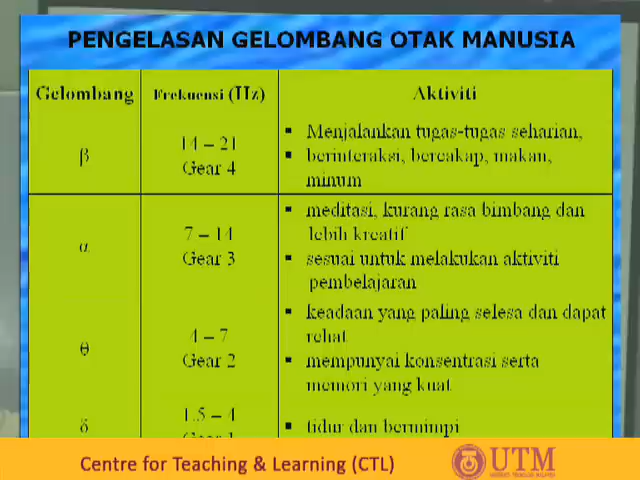 PENGELASAN GELOMBANG OTAK MANUSIA
Gelombang Frekuensi (Hz) Aktiviti
β
14 – 21
Gear 4
▪ Menjalankan tugas-tugas seharian,
▪ berinteraksi, bercakap, makan,
minum
α
7 – 14
Gear 3
▪ meditasi, kurang rasa bimbang dan
lebih kreatif
▪ sesuai untuk melakukan aktiviti
pembelajaran
θ
4 – 7
Gear 2
▪ keadaan yang paling selesa dan dapat
rehat
▪ mempunyai konsentrasi serta
memori yang kuat
δ
1.5 – 4
Gear 1
▪ tidur dan bermimpi
Centre for Teaching & Learning (CTL)
UTM